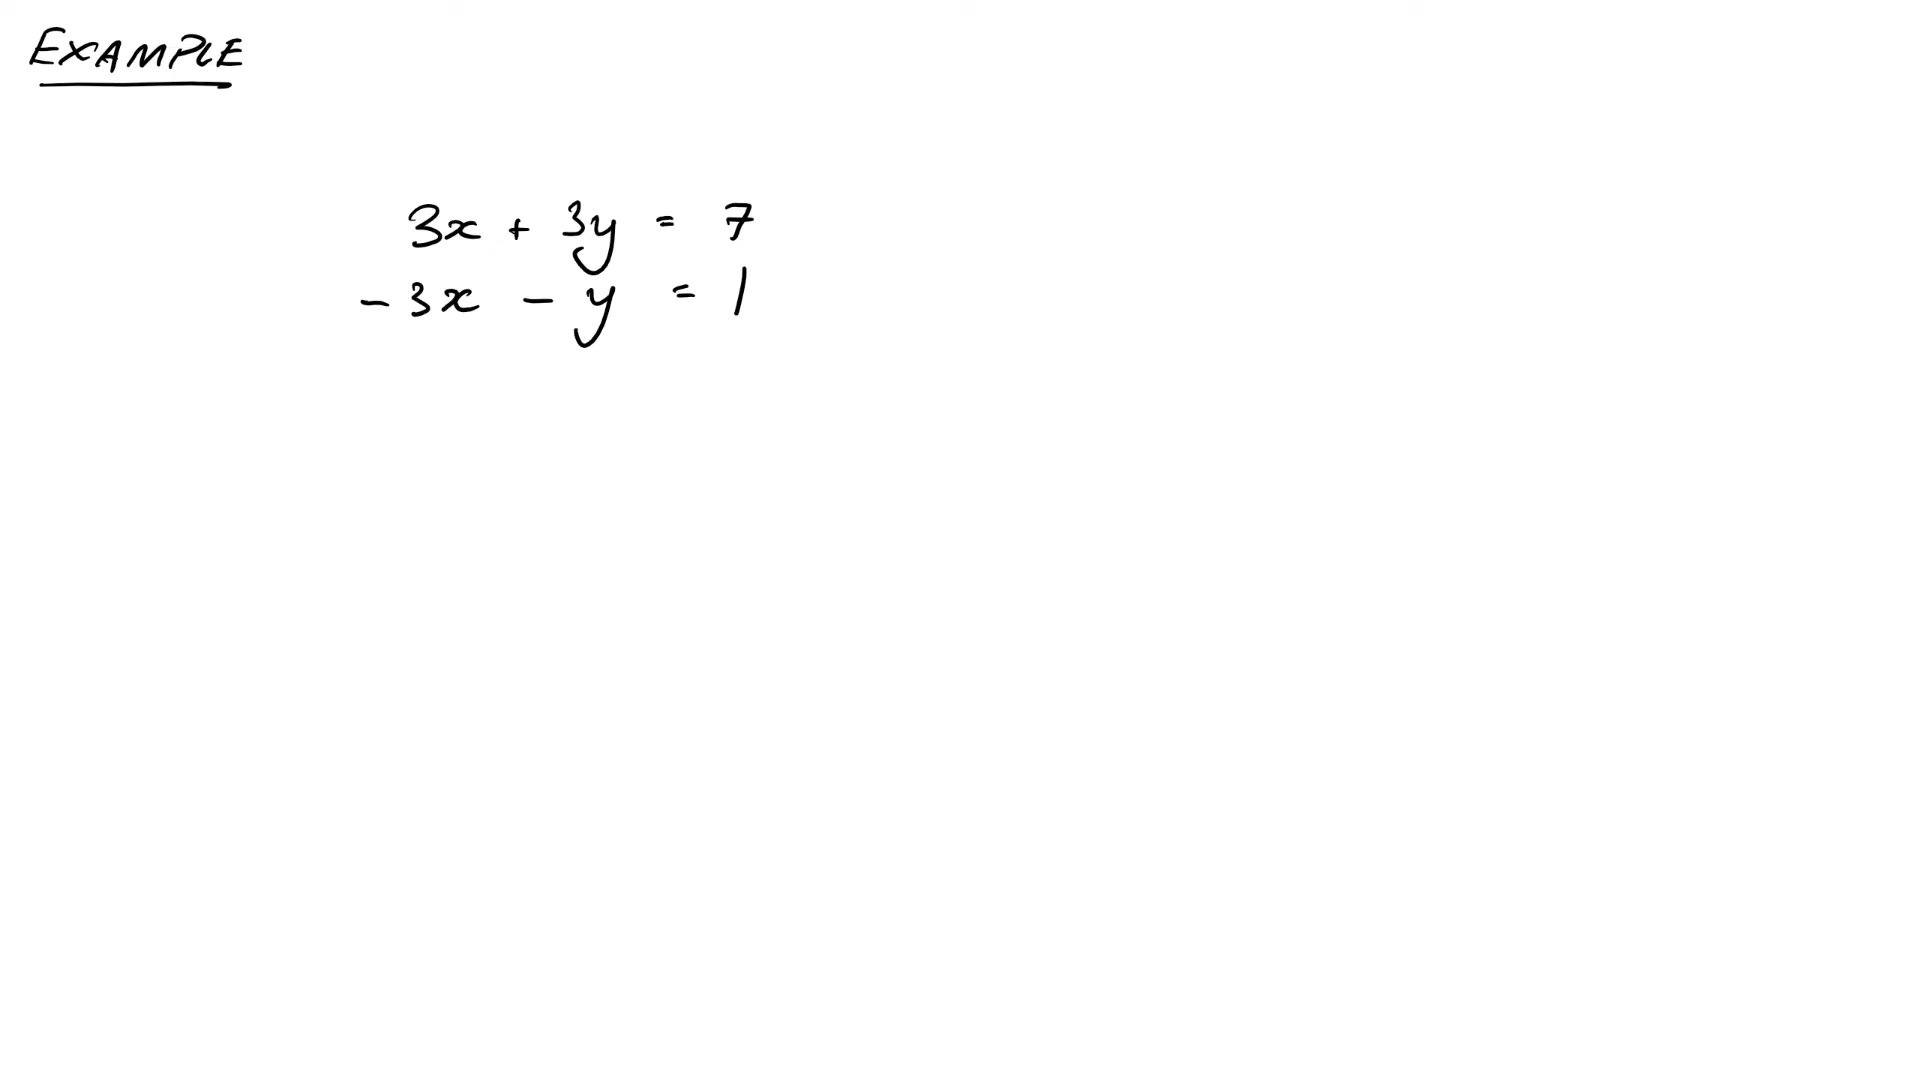 EXAMPLE
3x + 3y = 7
- 3x - y = 1